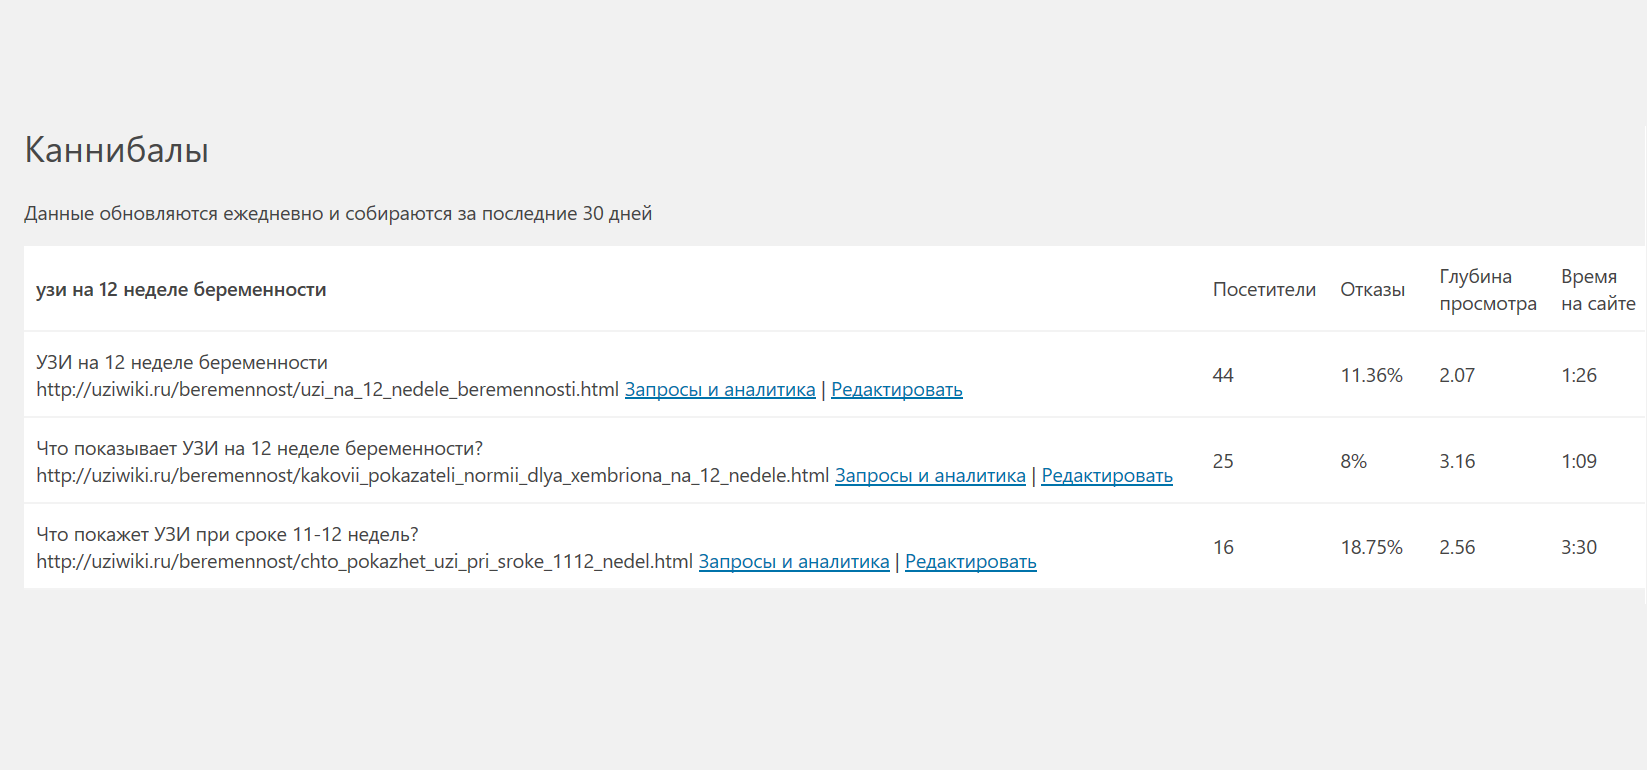 Каннибалы
Данные обновляются ежедневно и собираются за последние 30 дней
узи на 12 неделе беременности Посетители Отказы Глубина просмотра Время на сайте
УЗИ на 12 неделе беременности
http://uziwiki.ru/beremennost/uzi_na_12_nedele_beremennosti.html Запросы и аналитика | Редактировать 44 11.36% 2.07 1:26
Что показывает УЗИ на 12 неделе беременности?
http://uziwiki.ru/beremennost/kakovii_pokazateli_normii_dlya_xembriona_na_12_nedele.html Запросы и аналитика | Редактировать 25 8% 3.16 1:09
Что покажет УЗИ при сроке 11-12 недель?
http://uziwiki.ru/beremennost/chto_pokazhet_uzi_pri_sroke_1112_nedel.html Запросы и аналитика | Редактировать 16 18.75% 2.56 3:30